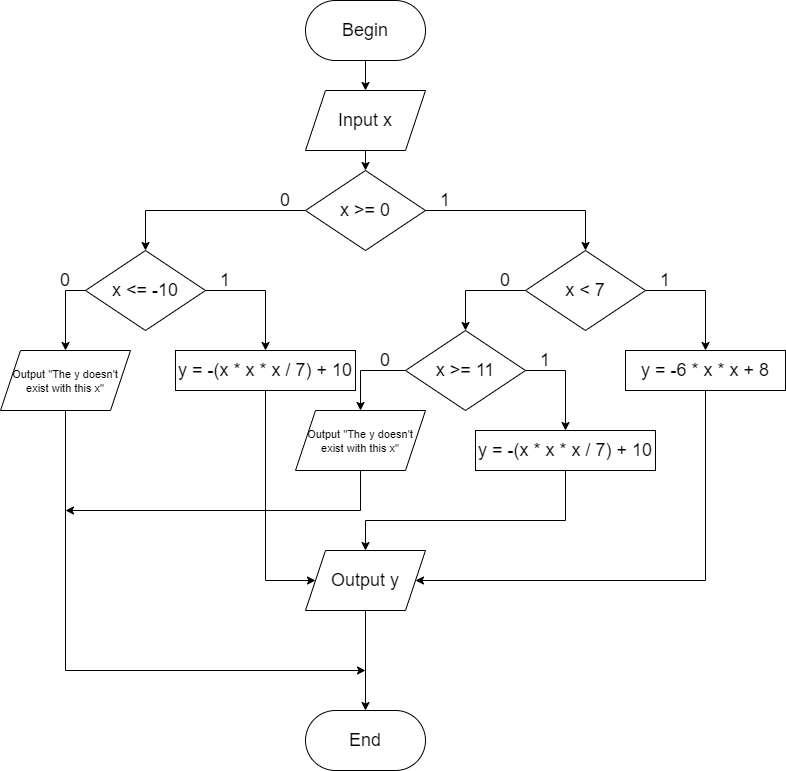 Begin
Input x
0
x >= 0
1
0
x <= -10
1
0
x < 7
1
Output "The y doesn't
exist with this x"
y = -(x * x * x / 7) + 10
0
x >= 11
1
y = -6 * x * x + 8
Output "The y doesn't
exist with this x"
y = -(x * x * x / 7) + 10
Output y
End